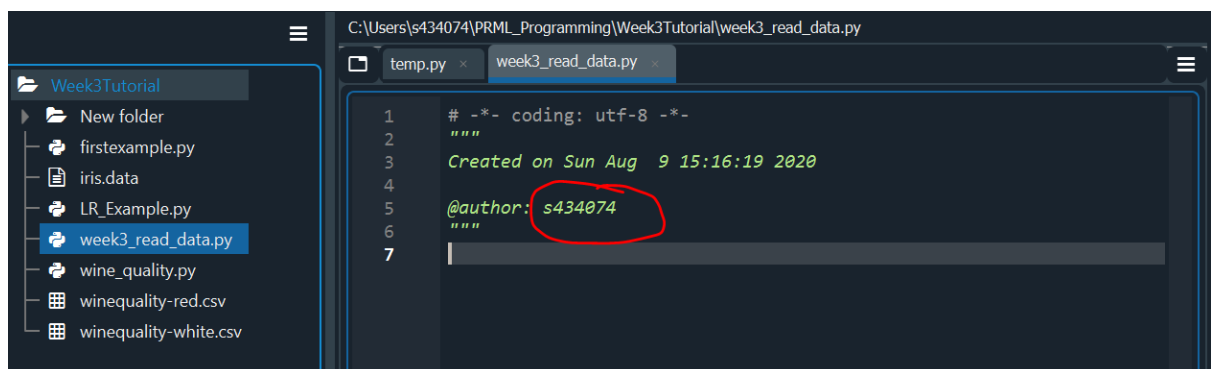 C:\Users\s434074\PRML_Programming\Week3Tutorial\week3_read_data.py
temp.py
week3_read_data.py
Week3Tutorial
New folder
firstexample.py
iris.data
LR_Example.py
week3_read_data.py
wine_quality.py
winequality-red.csv
winequality-white.csv
1 # -*- coding: utf-8 -*-
2 """
3 Created on Sun Aug  9 15:16:19 2020
4
5 @author: s434074
6 """
7